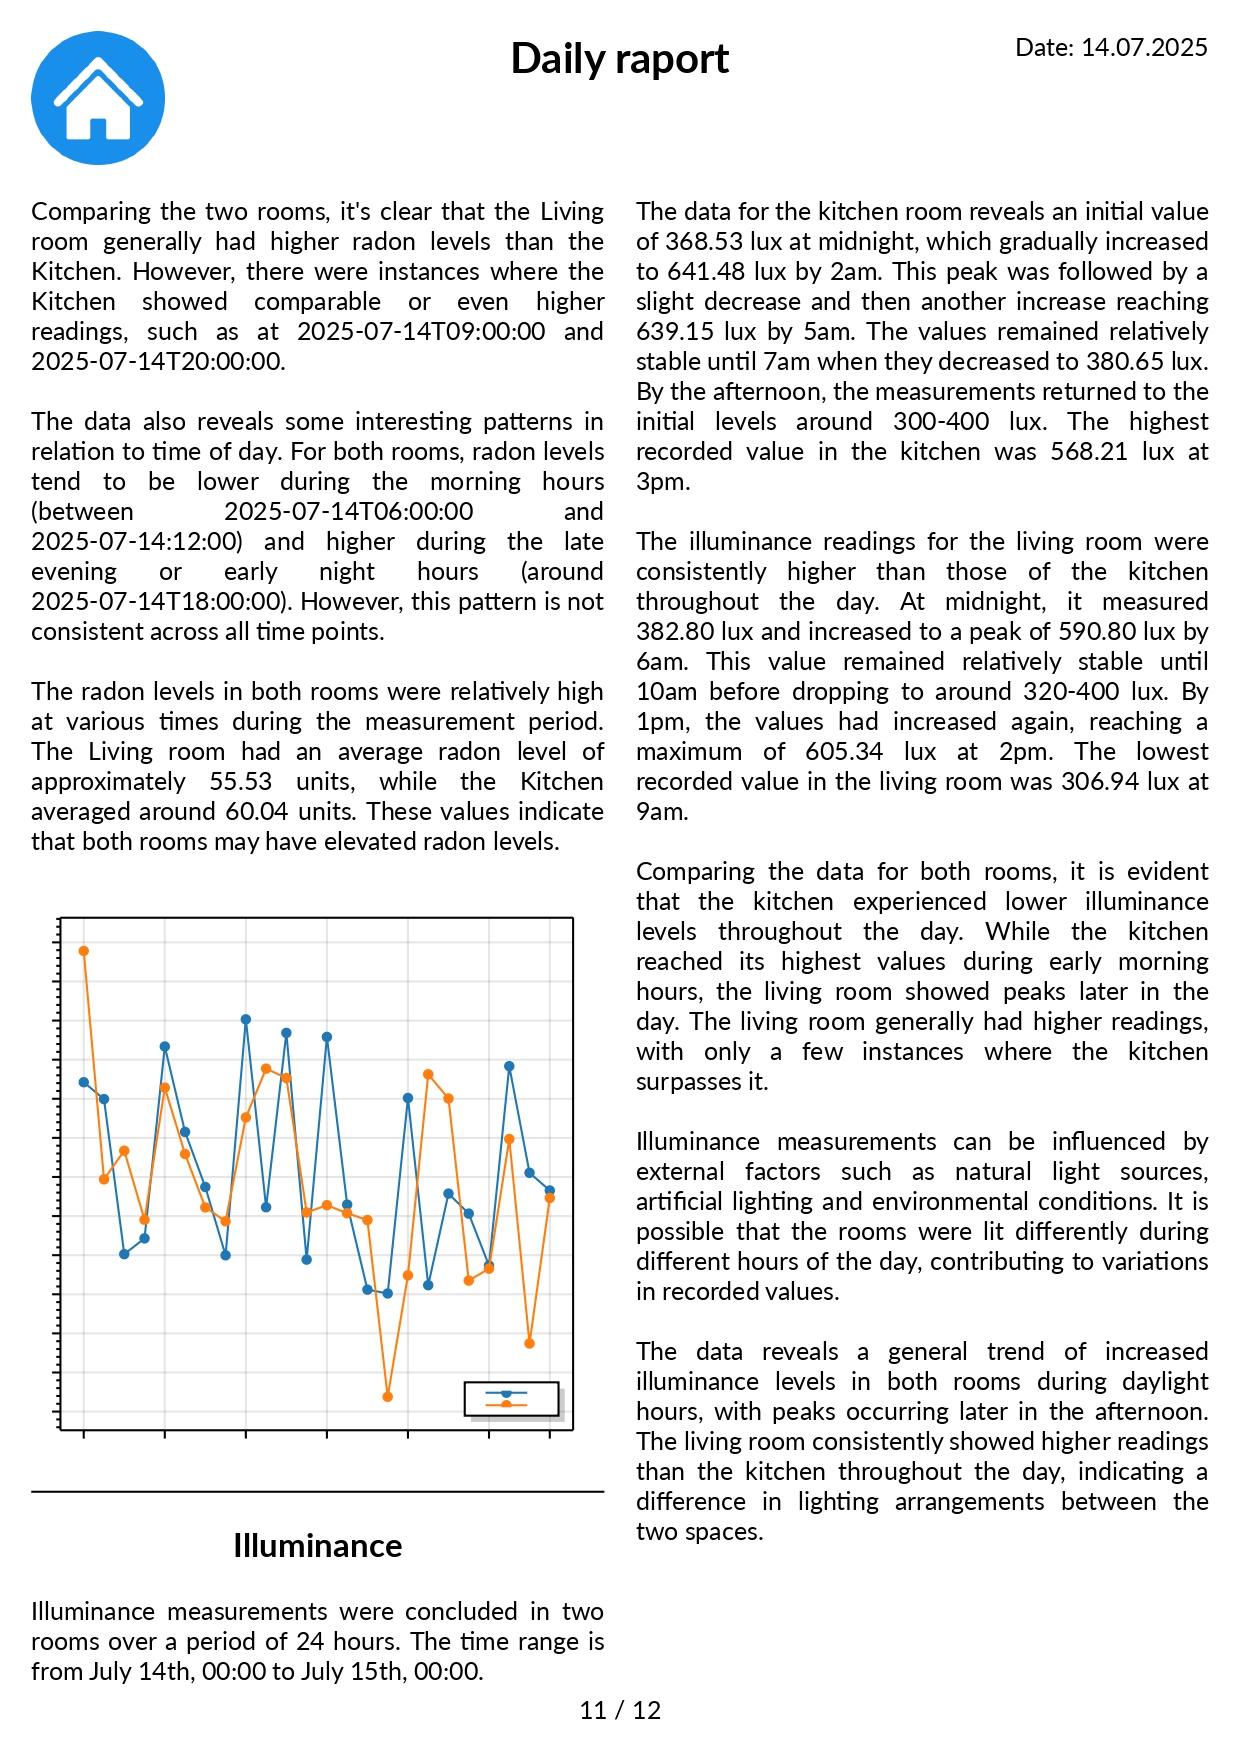 Daily raport
Date: 14.07.2025
Comparing the two rooms, it's clear that the Living
room generally had higher radon levels than the
Kitchen. However, there were instances where the
Kitchen showed comparable or even higher
readings, such as at 2025-07-14T09:00:00 and
2025-07-14T20:00:00.
The data also reveals some interesting patterns in
relation to time of day. For both rooms, radon levels
tend to be lower during the morning hours
(between 2025-07-14T06:00:00 and
2025-07-14:12:00) and higher during the late
evening or early night hours (around
2025-07-14T18:00:00). However, this pattern is not
consistent across all time points.
The radon levels in both rooms were relatively high
at various times during the measurement period.
The Living room had an average radon level of
approximately 55.53 units, while the Kitchen
averaged around 60.04 units. These values indicate
that both rooms may have elevated radon levels.
Illuminance
Illuminance measurements were concluded in two
rooms over a period of 24 hours. The time range is
from July 14th, 00:00 to July 15th, 00:00.
The data for the kitchen room reveals an initial value
of 368.53 lux at midnight, which gradually increased
to 641.48 lux by 2am. This peak was followed by a
slight decrease and then another increase reaching
639.15 lux by 5am. The values remained relatively
stable until 7am when they decreased to 380.65 lux.
By the afternoon, the measurements returned to the
initial levels around 300-400 lux. The highest
recorded value in the kitchen was 568.21 lux at
3pm.
The illuminance readings for the living room were
consistently higher than those of the kitchen
throughout the day. At midnight, it measured
382.80 lux and increased to a peak of 590.80 lux by
6am. This value remained relatively stable until
10am before dropping to around 320-400 lux. By
1pm, the values had increased again, reaching a
maximum of 605.34 lux at 2pm. The lowest
recorded value in the living room was 306.94 lux at
9am.
Comparing the data for both rooms, it is evident
that the kitchen experienced lower illuminance
levels throughout the day. While the kitchen
reached its highest values during early morning
hours, the living room showed peaks later in the
day. The living room generally had higher readings,
with only a few instances where the kitchen
surpasses it.
Illuminance measurements can be influenced by
external factors such as natural light sources,
artificial lighting and environmental conditions. It is
possible that the rooms were lit differently during
different hours of the day, contributing to variations
in recorded values.
The data reveals a general trend of increased
illuminance levels in both rooms during daylight
hours, with peaks occurring later in the afternoon.
The living room consistently showed higher readings
than the kitchen throughout the day, indicating a
difference in lighting arrangements between the
two spaces.
11 / 12